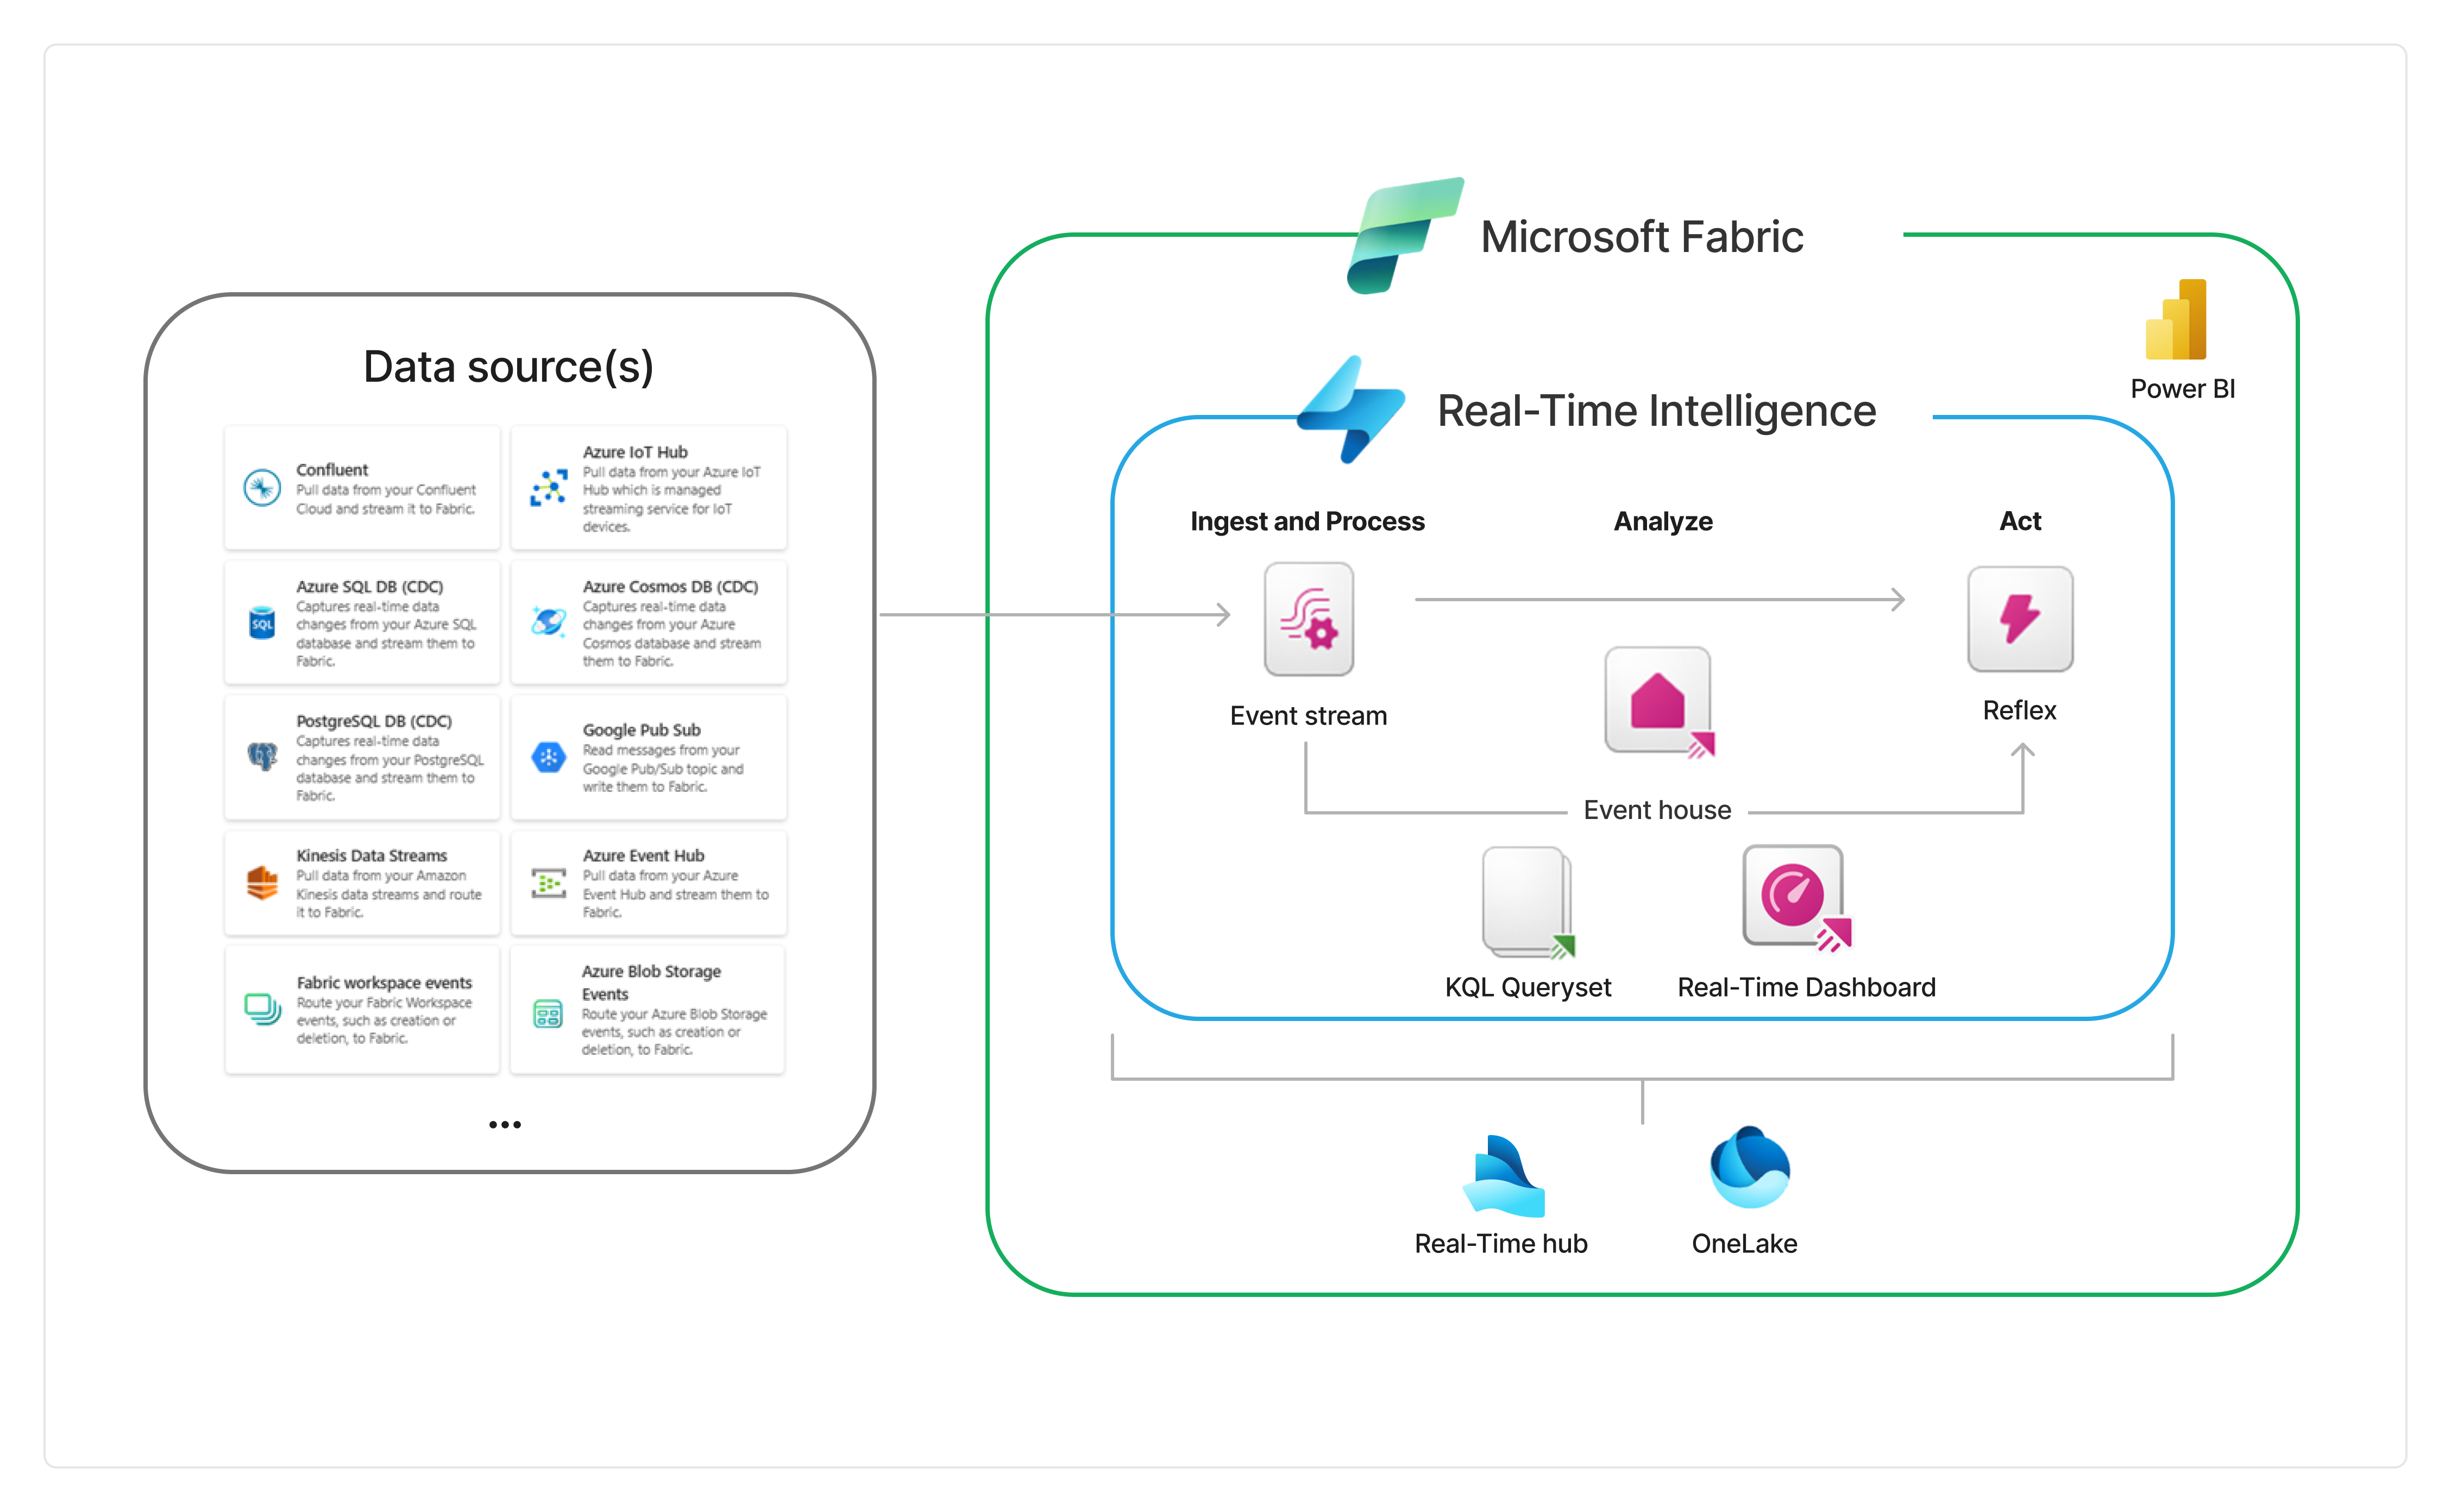 Microsoft Fabric
Power BI
Data source(s)
Real-Time Intelligence
Confluent
Pull data from your Confluent
Cloud and stream it to Fabric.
Azure IoT Hub
Pull data from your Azure IoT
Hub which is managed
streaming service for IoT
devices.
Azure SQL DB (CDC)
Captures real-time data
changes from your Azure SQL
database and stream them to
Fabric.
SQL
Azure Cosmos DB (CDC)
Captures real-time data
changes from your Azure
Cosmos database and stream
them to Fabric.
PostgreSQL DB (CDC)
Captures real-time data
changes from your PostgreSQL
database and stream them to
Fabric.
Google Pub Sub
Read messages from your
Google Pub/Sub topic and
write them to Fabric.
Kinesis Data Streams
Pull data from your Amazon
Kinesis data streams and route
it to Fabric.
Azure Event Hub
Pull data from your Azure
Event Hub and stream them to
Fabric.
Fabric workspace events
Route your Fabric Workspace
events, such as creation or
deletion, to Fabric.
Azure Blob Storage
Events
Route your Azure Blob Storage
events, such as creation or
deletion, to Fabric.
...
Ingest and Process
Analyze
Act
Event stream
Reflex
Event house
KQL Queryset
Real-Time Dashboard
Real-Time hub
OneLake